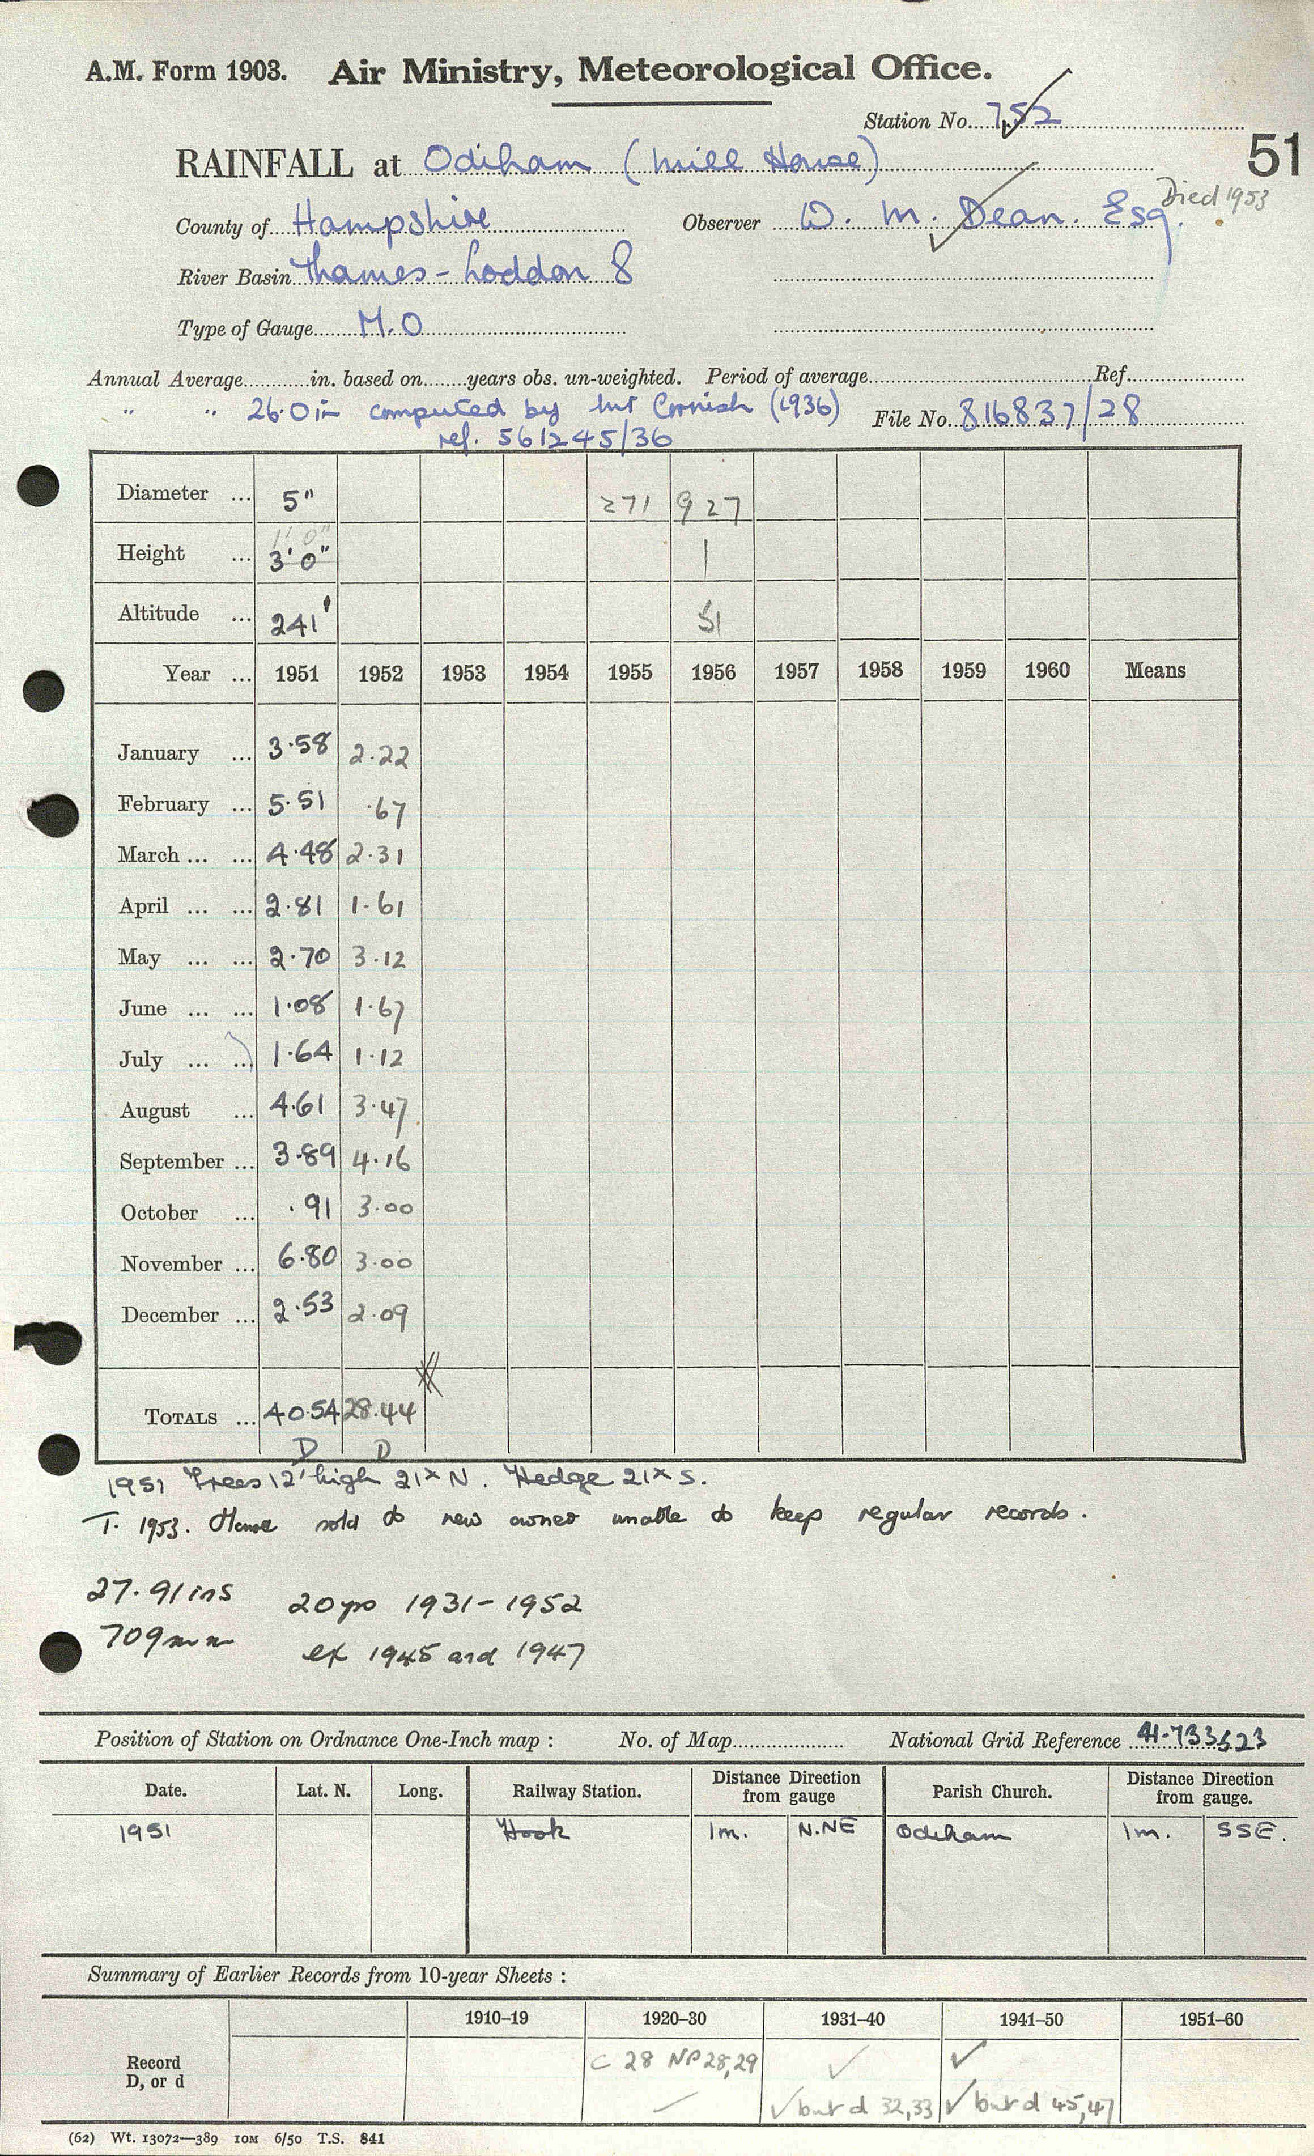 A.M. Form 1903. Air Ministry, Meteorological Office.
Station No. 752
51
RAINFALL at Odiham (Mill House)
Died 1953
County of Hampshire Observer W. M. Dean. Esq.
River Basin Thames - Loddon 8
Type of Gauge M.O
Annual Average in. based on years obs. un-weighted. Period of average Ref.
" " 26.0 in computed by Mr Cornish (1936) File No. 816837/28
ref. 561245/36
Diameter ... 5" 271 927
1' 0"
Height ... 3' 0" 1
Altitude ... 241' 51
Year ... 1951 1952 1953 1954 1955 1956 1957 1958 1959 1960 Means
January ... 3.58 2.22
February ... 5.51 .67
March ... ... 4.48 2.31
April ... ... 2.81 1.61
May ... ... 2.70 3.12
June ... ... 1.08 1.67
July ... ... 1.64 1.12
August ... 4.61 3.47
September ... 3.89 4.16
October ... .91 3.00
November ... 6.80 3.00
December ... 2.53 2.09
TOTALS ... 40.54 28.44
D D
1951 Trees 12' high 21x N. Hedge 21x S.
T. 1953. House sold to new owner unable to keep regular records.
27.91 ins 20 yrs 1931-1952
709 mm ex 1945 and 1947
Position of Station on Ordnance One-Inch map : No. of Map National Grid Reference 41.733523
Date. Lat. N. Long. Railway Station. Distance Direction from gauge Parish Church. Distance Direction from gauge.
1951 Hook 1m. N.NE Odiham 1m. SSE.
Summary of Earlier Records from 10-year Sheets :
1910-19 1920-30 1931-40 1941-50 1951-60
Record C 28 NP 28,29 ✓ ✓
D, or d ✓ but d 32,33 ✓ but d 45,47
(62) Wt. 13072—389 10M 6/50 T.S. 841